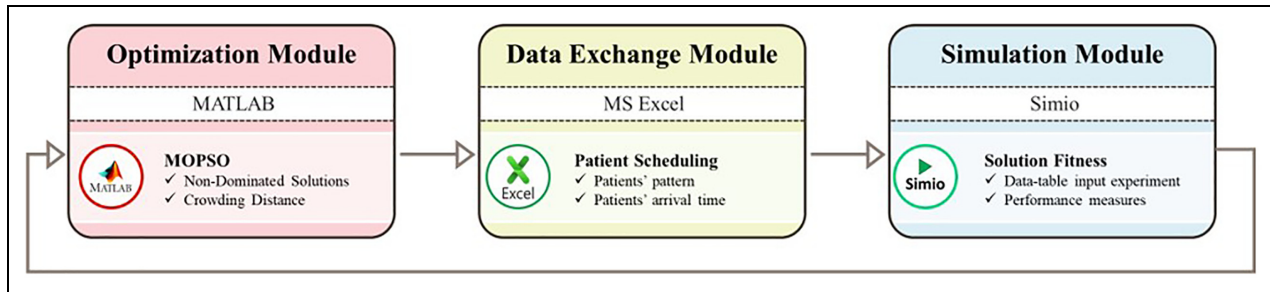 Optimization Module
MATLAB
MATLAB
MOPSO
✓ Non-Dominated Solutions
✓ Crowding Distance
Data Exchange Module
MS Excel
Excel
Patient Scheduling
✓ Patients' pattern
✓ Patients' arrival time
Simulation Module
Simio
Simio
Solution Fitness
✓ Data-table input experiment
✓ Performance measures